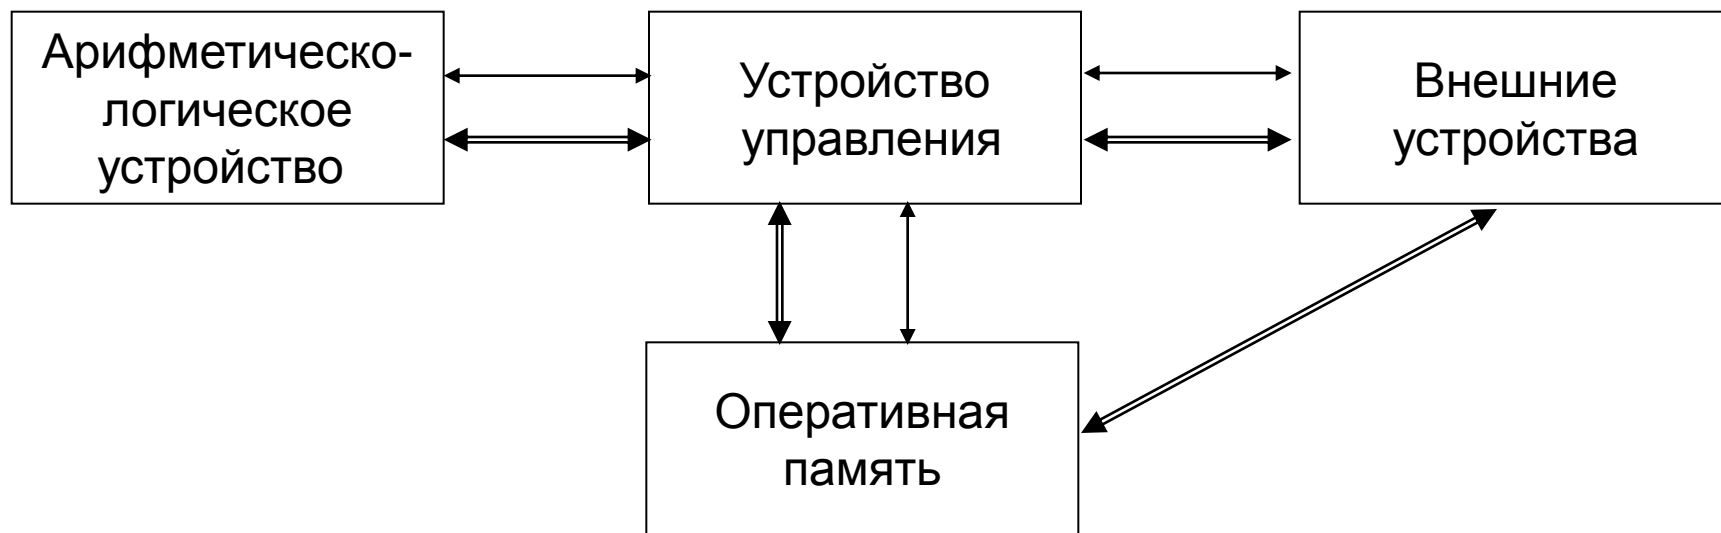 Арифметическо-
логическое
устройство
Устройство
управления
Внешние
устройства
Оперативная
память